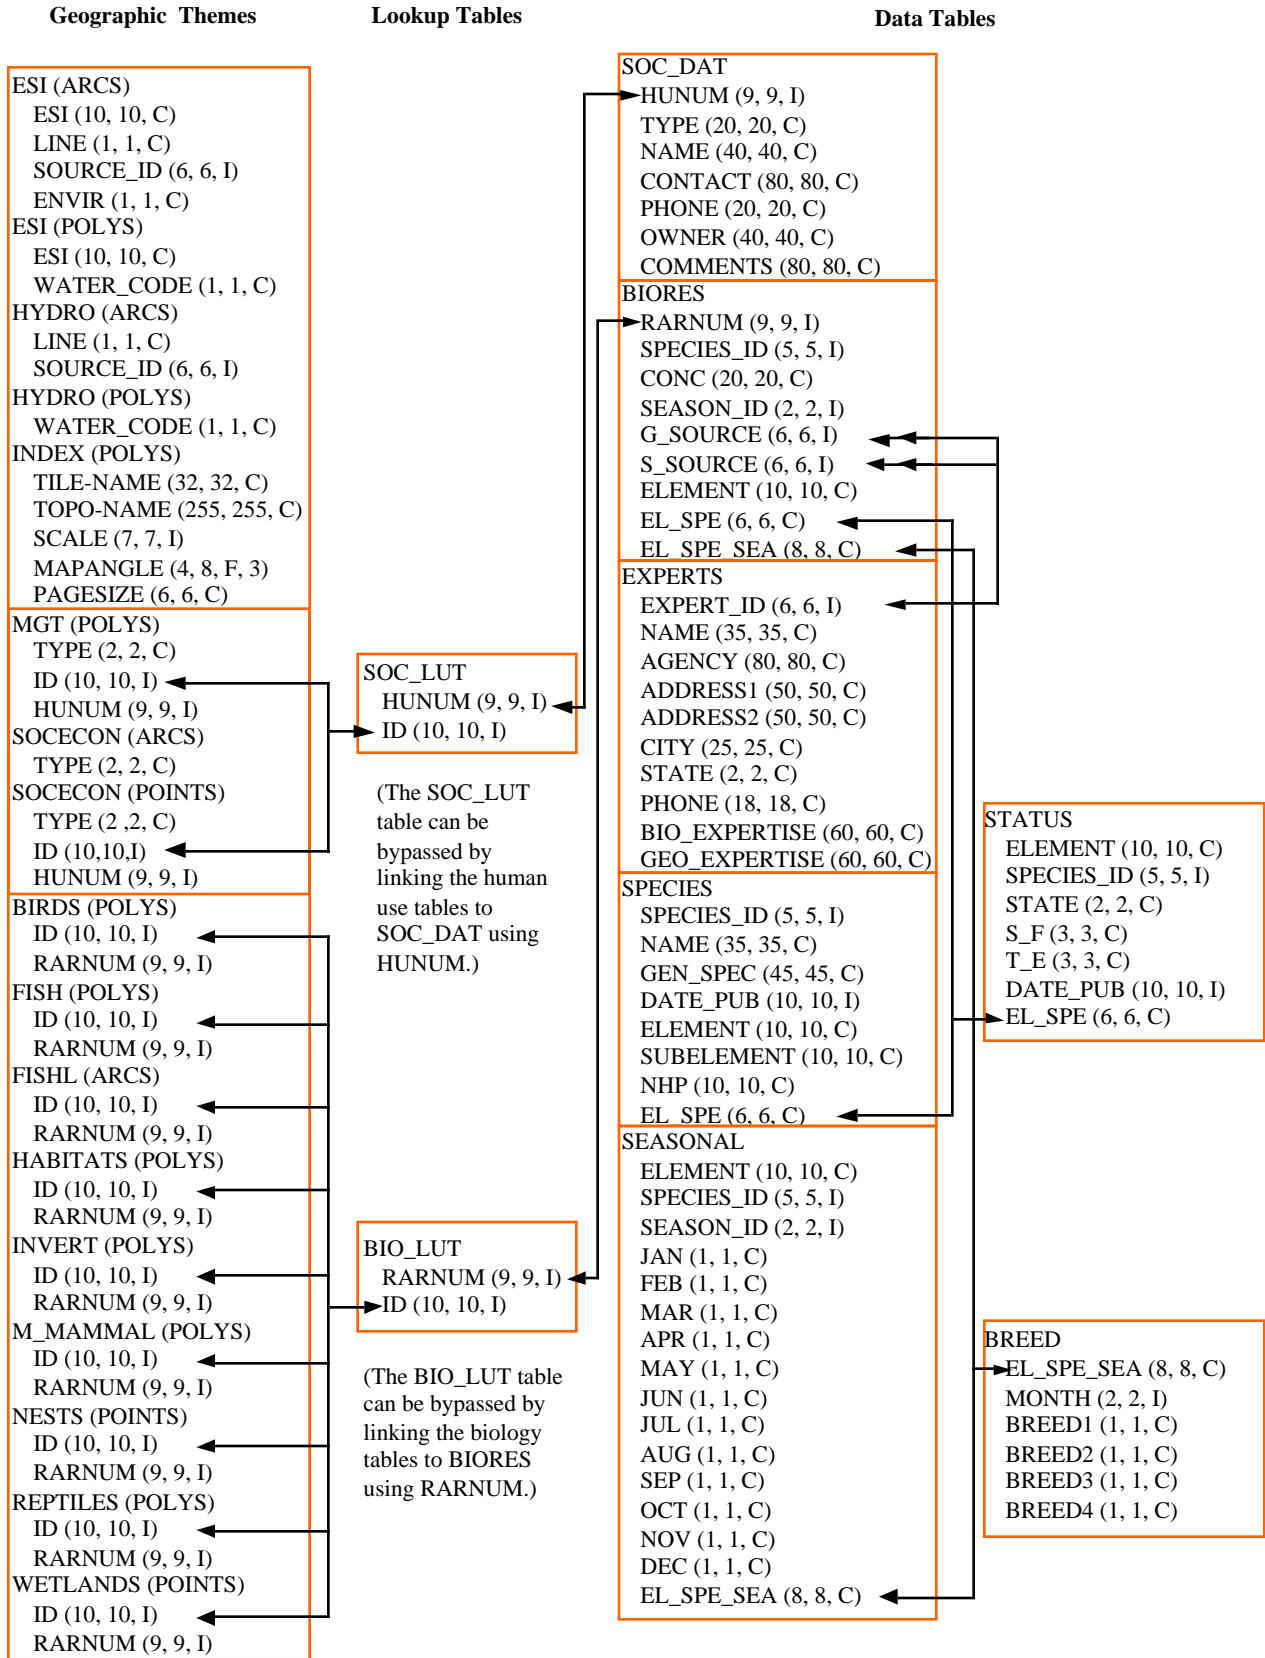 Geographic  Themes
Lookup Tables
Data Tables
ESI (ARCS)
ESI (10, 10, C)
LINE (1, 1, C)
SOURCE_ID (6, 6, I)
ENVIR (1, 1, C)
ESI (POLYS)
ESI (10, 10, C)
WATER_CODE (1, 1, C)
HYDRO (ARCS)
LINE (1, 1, C)
SOURCE_ID (6, 6, I)
HYDRO (POLYS)
WATER_CODE (1, 1, C)
INDEX (POLYS)
TILE-NAME (32, 32, C)
TOPO-NAME (255, 255, C)
SCALE (7, 7, I)
MAPANGLE (4, 8, F, 3)
PAGESIZE (6, 6, C)
MGT (POLYS)
TYPE (2, 2, C)
ID (10, 10, I)
HUNUM (9, 9, I)
SOCECON (ARCS)
TYPE (2, 2, C)
SOCECON (POINTS)
TYPE (2 ,2, C)
ID (10,10,I)
HUNUM (9, 9, I)
BIRDS (POLYS)
ID (10, 10, I)
RARNUM (9, 9, I)
FISH (POLYS)
ID (10, 10, I)
RARNUM (9, 9, I)
FISHL (ARCS)
ID (10, 10, I)
RARNUM (9, 9, I)
HABITATS (POLYS)
ID (10, 10, I)
RARNUM (9, 9, I)
INVERT (POLYS)
ID (10, 10, I)
RARNUM (9, 9, I)
M_MAMMAL (POLYS)
ID (10, 10, I)
RARNUM (9, 9, I)
NESTS (POINTS)
ID (10, 10, I)
RARNUM (9, 9, I)
REPTILES (POLYS)
ID (10, 10, I)
RARNUM (9, 9, I)
WETLANDS (POINTS)
ID (10, 10, I)
RARNUM (9, 9, I)
SOC_LUT
HUNUM (9, 9, I)
ID (10, 10, I)
(The SOC_LUT
table can be
bypassed by
linking the human
use tables to
SOC_DAT using
HUNUM.)
BIO_LUT
RARNUM (9, 9, I)
ID (10, 10, I)
(The BIO_LUT table
can be bypassed by
linking the biology
tables to BIORES
using RARNUM.)
SOC_DAT
HUNUM (9, 9, I)
TYPE (20, 20, C)
NAME (40, 40, C)
CONTACT (80, 80, C)
PHONE (20, 20, C)
OWNER (40, 40, C)
COMMENTS (80, 80, C)
BIORES
RARNUM (9, 9, I)
SPECIES_ID (5, 5, I)
CONC (20, 20, C)
SEASON_ID (2, 2, I)
G_SOURCE (6, 6, I)
S_SOURCE (6, 6, I)
ELEMENT (10, 10, C)
EL_SPE (6, 6, C)
EL_SPE_SEA (8, 8, C)
EXPERTS
EXPERT_ID (6, 6, I)
NAME (35, 35, C)
AGENCY (80, 80, C)
ADDRESS1 (50, 50, C)
ADDRESS2 (50, 50, C)
CITY (25, 25, C)
STATE (2, 2, C)
PHONE (18, 18, C)
BIO_EXPERTISE (60, 60, C)
GEO_EXPERTISE (60, 60, C)
SPECIES
SPECIES_ID (5, 5, I)
NAME (35, 35, C)
GEN_SPEC (45, 45, C)
DATE_PUB (10, 10, I)
ELEMENT (10, 10, C)
SUBELEMENT (10, 10, C)
NHP (10, 10, C)
EL_SPE (6, 6, C)
SEASONAL
ELEMENT (10, 10, C)
SPECIES_ID (5, 5, I)
SEASON_ID (2, 2, I)
JAN (1, 1, C)
FEB (1, 1, C)
MAR (1, 1, C)
APR (1, 1, C)
MAY (1, 1, C)
JUN (1, 1, C)
JUL (1, 1, C)
AUG (1, 1, C)
SEP (1, 1, C)
OCT (1, 1, C)
NOV (1, 1, C)
DEC (1, 1, C)
EL_SPE_SEA (8, 8, C)
STATUS
ELEMENT (10, 10, C)
SPECIES_ID (5, 5, I)
STATE (2, 2, C)
S_F (3, 3, C)
T_E (3, 3, C)
DATE_PUB (10, 10, I)
EL_SPE (6, 6, C)
BREED
EL_SPE_SEA (8, 8, C)
MONTH (2, 2, I)
BREED1 (1, 1, C)
BREED2 (1, 1, C)
BREED3 (1, 1, C)
BREED4 (1, 1, C)